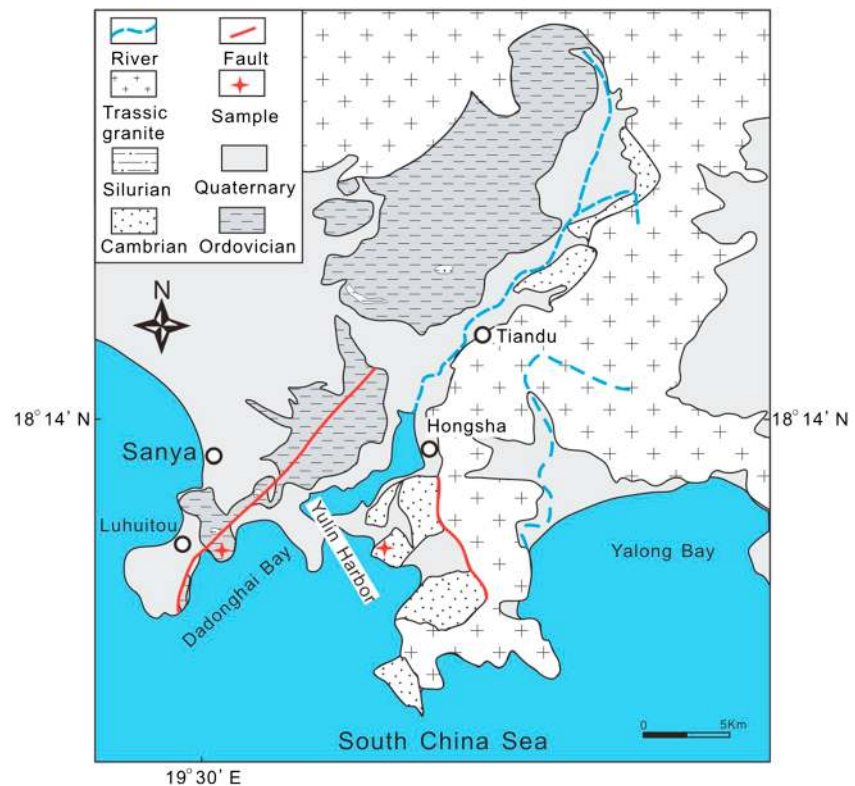 River
Fault
Trassic
granite
Sample
Silurian
Quaternary
Cambrian
Ordovician
N
Tiandu
18°14′N
18°14′N
Hongsha
Sanya
Luhuitou
Yulin Harbor
Dadonghai Bay
Yalong Bay
0
5Km
South China Sea
19°30′E